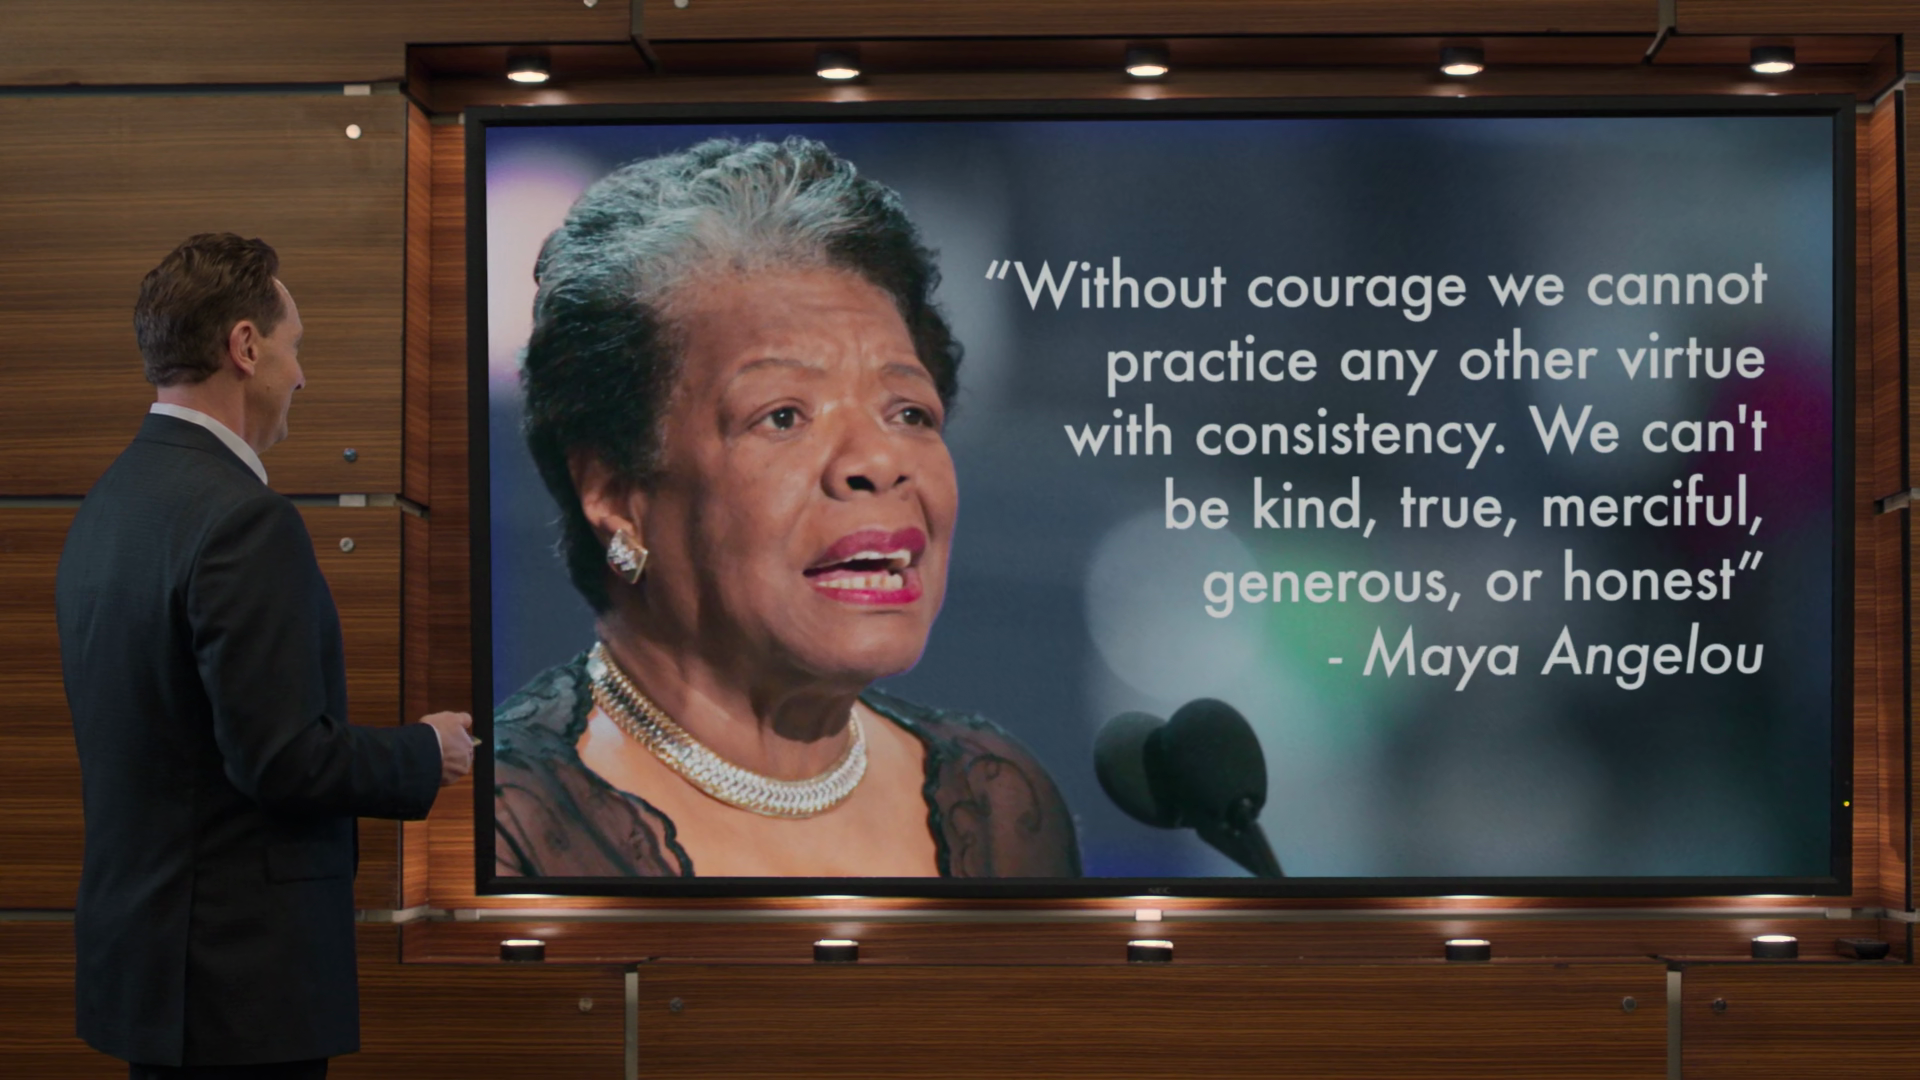 “Without courage we cannot
practice any other virtue
with consistency. We can't
be kind, true, merciful,
generous, or honest”
- Maya Angelou
NEC